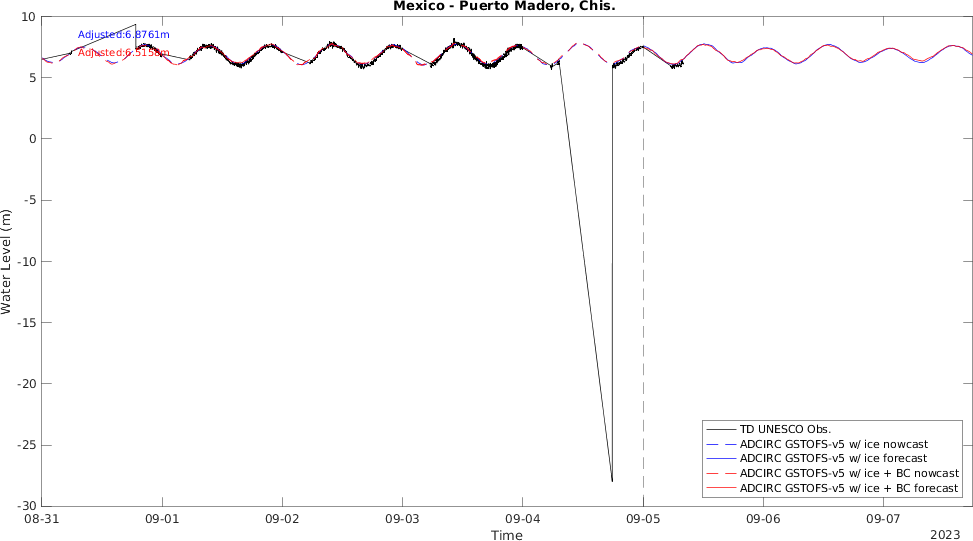 Mexico - Puerto Madero, Chis.
Adjusted:6.8761m
Adjusted:6.5158m
Water Level (m)
10
5
0
-5
-10
-15
-20
-25
-30
08-31
09-01
09-02
09-03
09-04
09-05
09-06
09-07
Time
2023
TD UNESCO Obs.
ADCIRC GSTOFS-v5 w/ ice nowcast
ADCIRC GSTOFS-v5 w/ ice forecast
ADCIRC GSTOFS-v5 w/ ice + BC nowcast
ADCIRC GSTOFS-v5 w/ ice + BC forecast